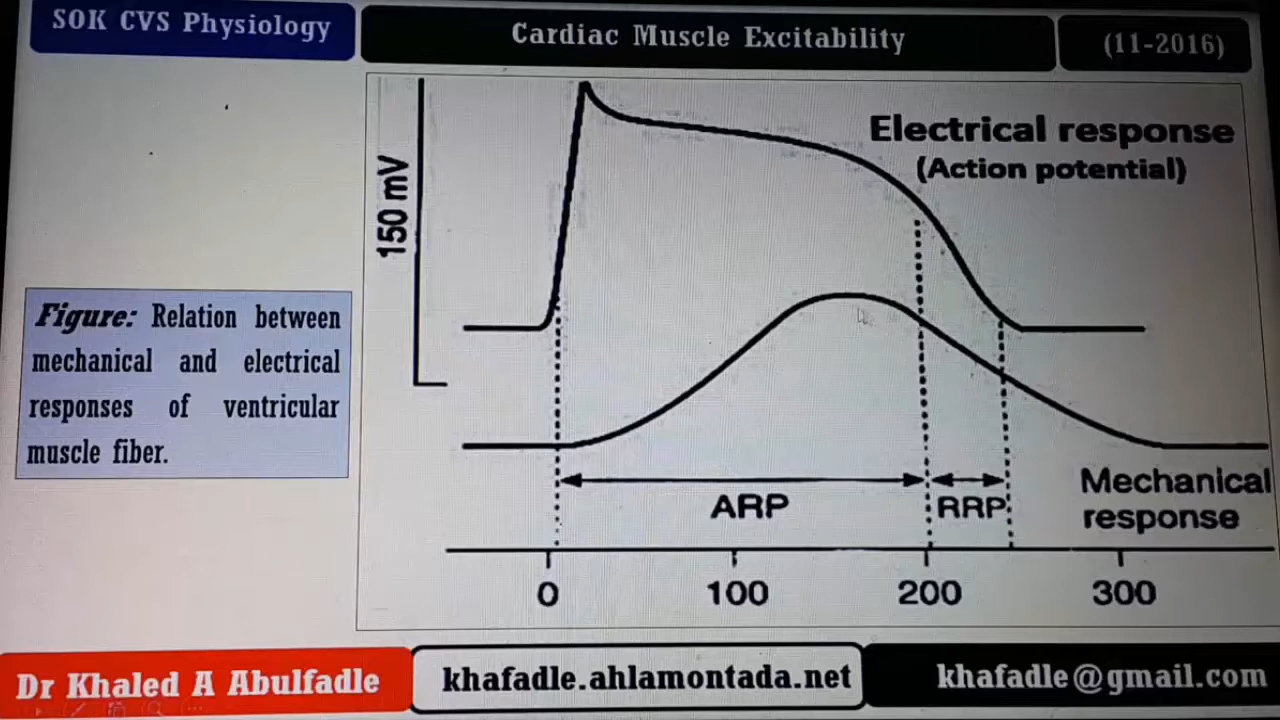 SOK CVS Physiology
Cardiac Muscle Excitability
(11-2016)
150 mV
Electrical response
(Action potential)
Figure: Relation between
mechanical and electrical
responses of ventricular
muscle fiber.
ARP
RRP
Mechanical
response
0 100 200 300
Dr Khaled A Abulfadle
khafadle.ahlamontada.net
khafadle@gmail.com